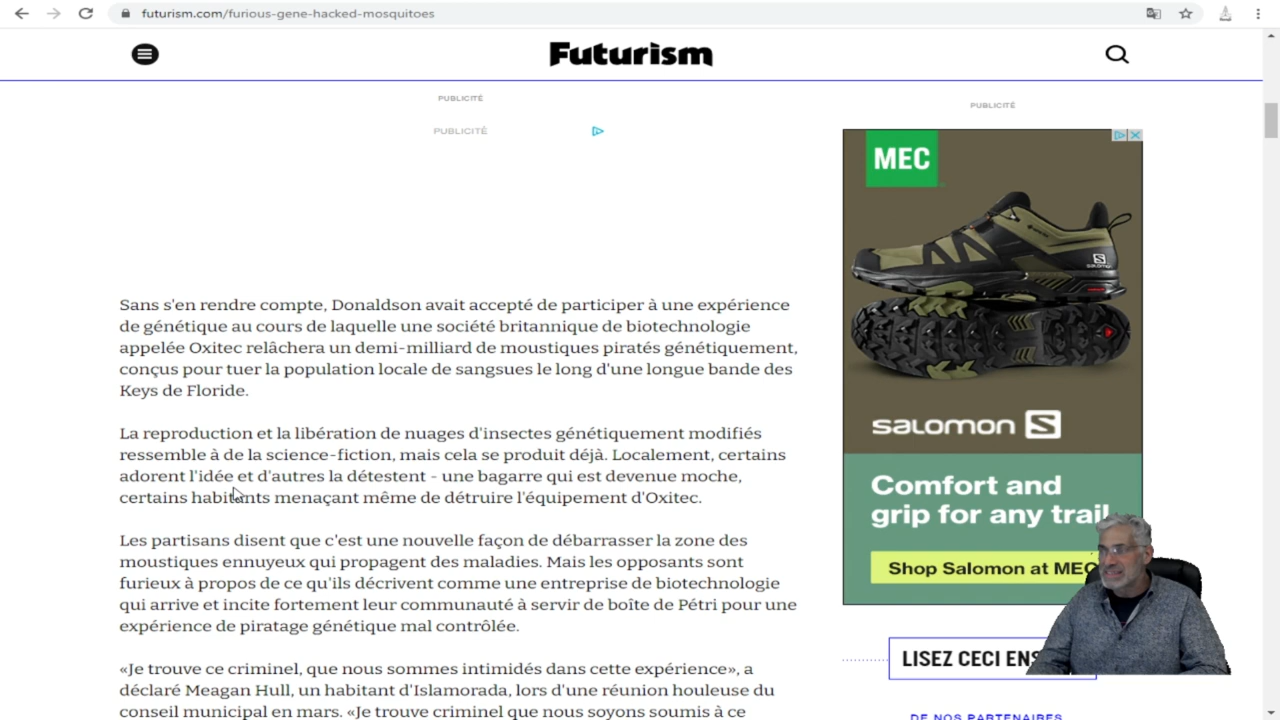 futurism.com/furious-gene-hacked-mosquitoes
Futurism
PUBLICITÉ
PUBLICITÉ
Sans s'en rendre compte, Donaldson avait accepté de participer à une expérience
de génétique au cours de laquelle une société britannique de biotechnologie
appelée Oxitec relâchera un demi-milliard de moustiques piratés génétiquement,
conçus pour tuer la population locale de sangsues le long d'une longue bande des
Keys de Floride.
La reproduction et la libération de nuages d'insectes génétiquement modifiés
ressemble à de la science-fiction, mais cela se produit déjà. Localement, certains
adorent l'idée et d'autres la détestent - une bagarre qui est devenue moche,
certains habitants menaçant même de détruire l'équipement d'Oxitec.
Les partisans disent que c'est une nouvelle façon de débarrasser la zone des
moustiques ennuyeux qui propagent des maladies. Mais les opposants sont
furieux à propos de ce qu'ils décrivent comme une entreprise de biotechnologie
qui arrive et incite fortement leur communauté à servir de boîte de Pétri pour une
expérience de piratage génétique mal contrôlée.
«Je trouve ce criminel, que nous sommes intimidés dans cette expérience», a
déclaré Meagan Hull, un habitant d'Islamorada, lors d'une réunion houleuse du
conseil municipal en mars. «Je trouve criminel que nous soyons soumis à ce
PUBLICITÉ
MEC
S
SALOMON S
Comfort and
grip for any trail
Shop Salomon at MEC
LISEZ CECI
DE NOS PARTENAIRES